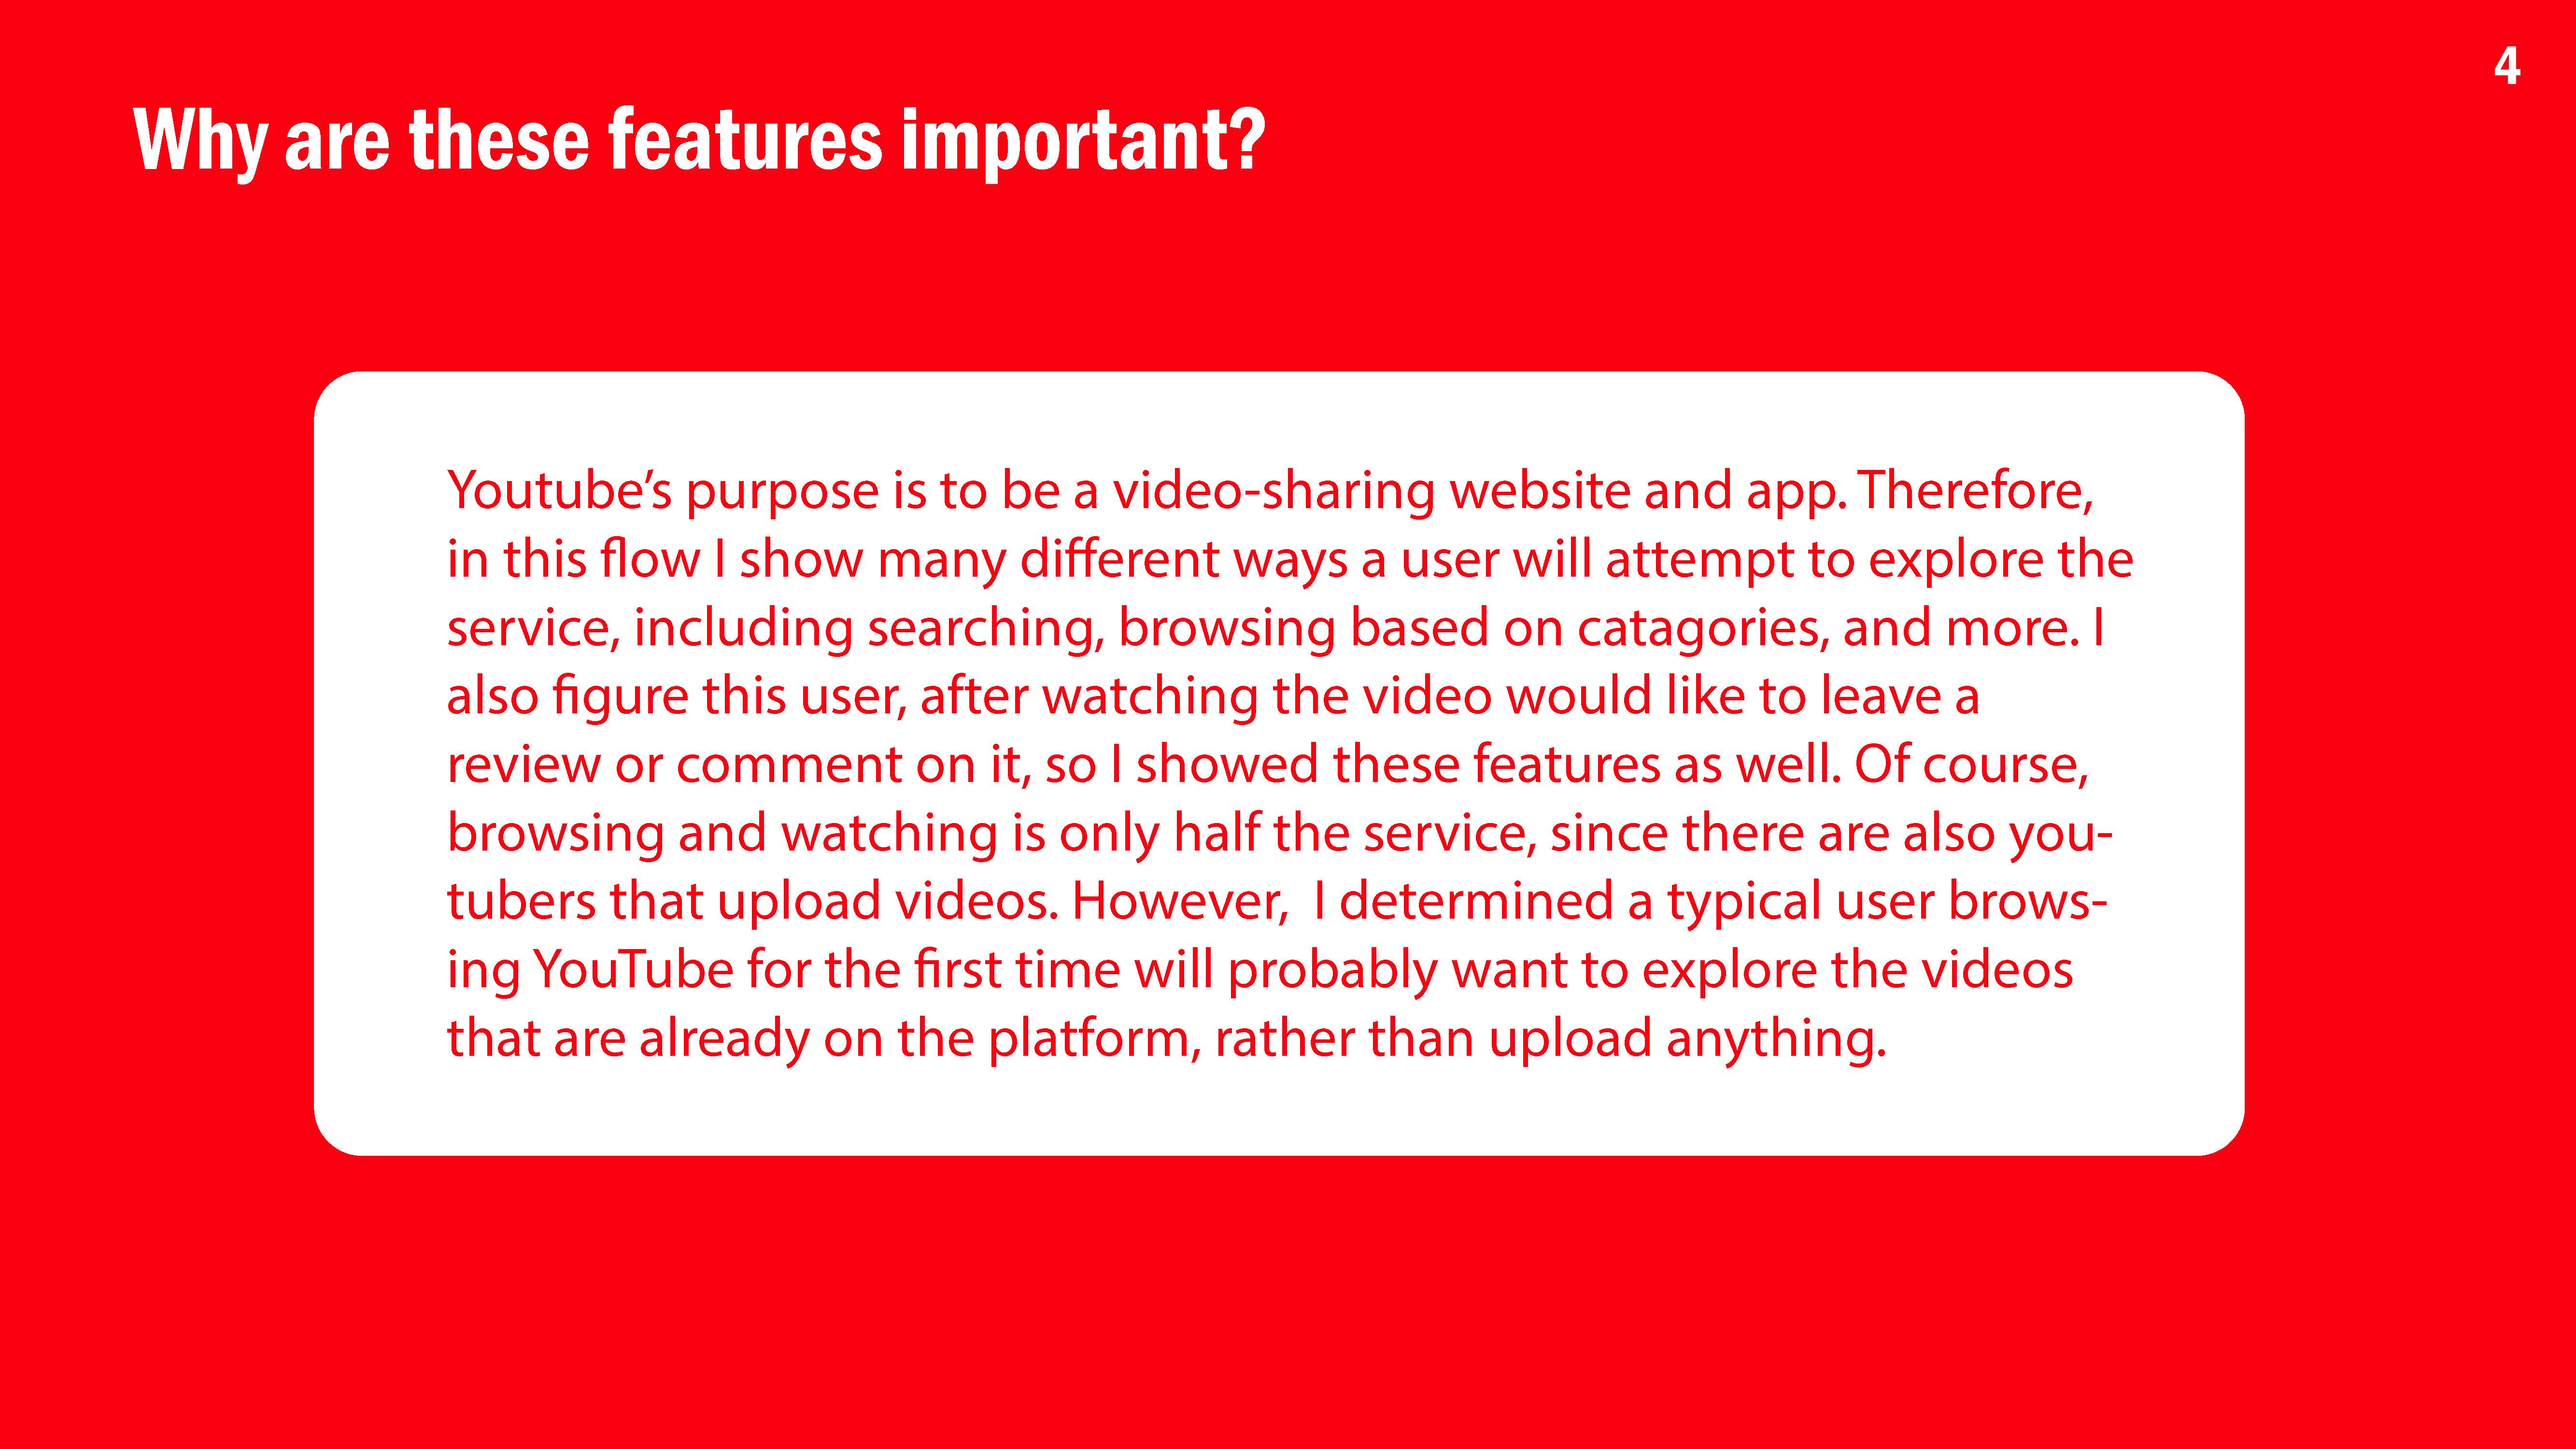 4
Why are these features important?
Youtube’s purpose is to be a video-sharing website and app. Therefore,
in this flow I show many different ways a user will attempt to explore the
service, including searching, browsing based on catagories, and more. I
also figure this user, after watching the video would like to leave a
review or comment on it, so I showed these features as well. Of course,
browsing and watching is only half the service, since there are also you-
tubers that upload videos. However,  I determined a typical user brows-
ing YouTube for the first time will probably want to explore the videos
that are already on the platform, rather than upload anything.